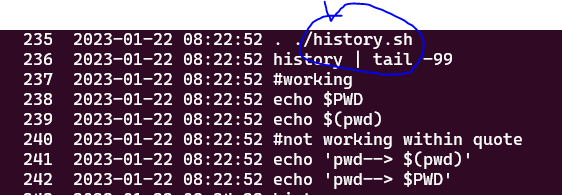 235 2023-01-22 08:22:52 . ./history.sh
236 2023-01-22 08:22:52 history | tail -99
237 2023-01-22 08:22:52 #working
238 2023-01-22 08:22:52 echo $PWD
239 2023-01-22 08:22:52 echo $(pwd)
240 2023-01-22 08:22:52 #not working within quote
241 2023-01-22 08:22:52 echo 'pwd--> $(pwd)'
242 2023-01-22 08:22:52 echo 'pwd--> $PWD'